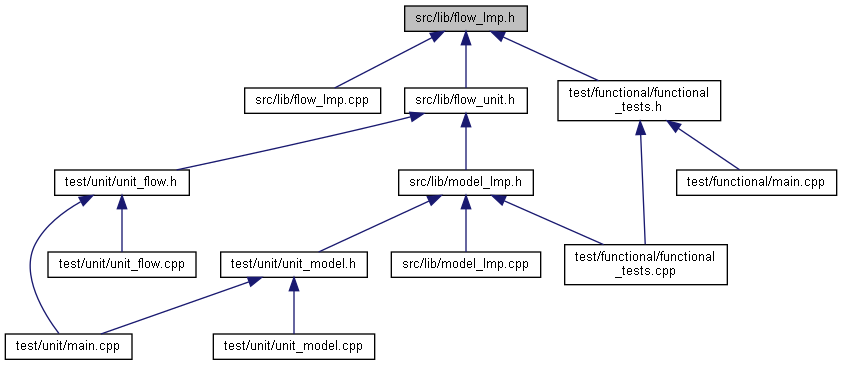 src/lib/flow_Imp.h
src/lib/flow_Imp.cpp
src/lib/flow_unit.h
test/functional/functional
_tests.h
test/unit/unit_flow.h
src/lib/model_Imp.h
test/functional/main.cpp
test/unit/unit_flow.cpp
test/unit/unit_model.h
src/lib/model_Imp.cpp
test/functional/functional
_tests.cpp
test/unit/main.cpp
test/unit/unit_model.cpp